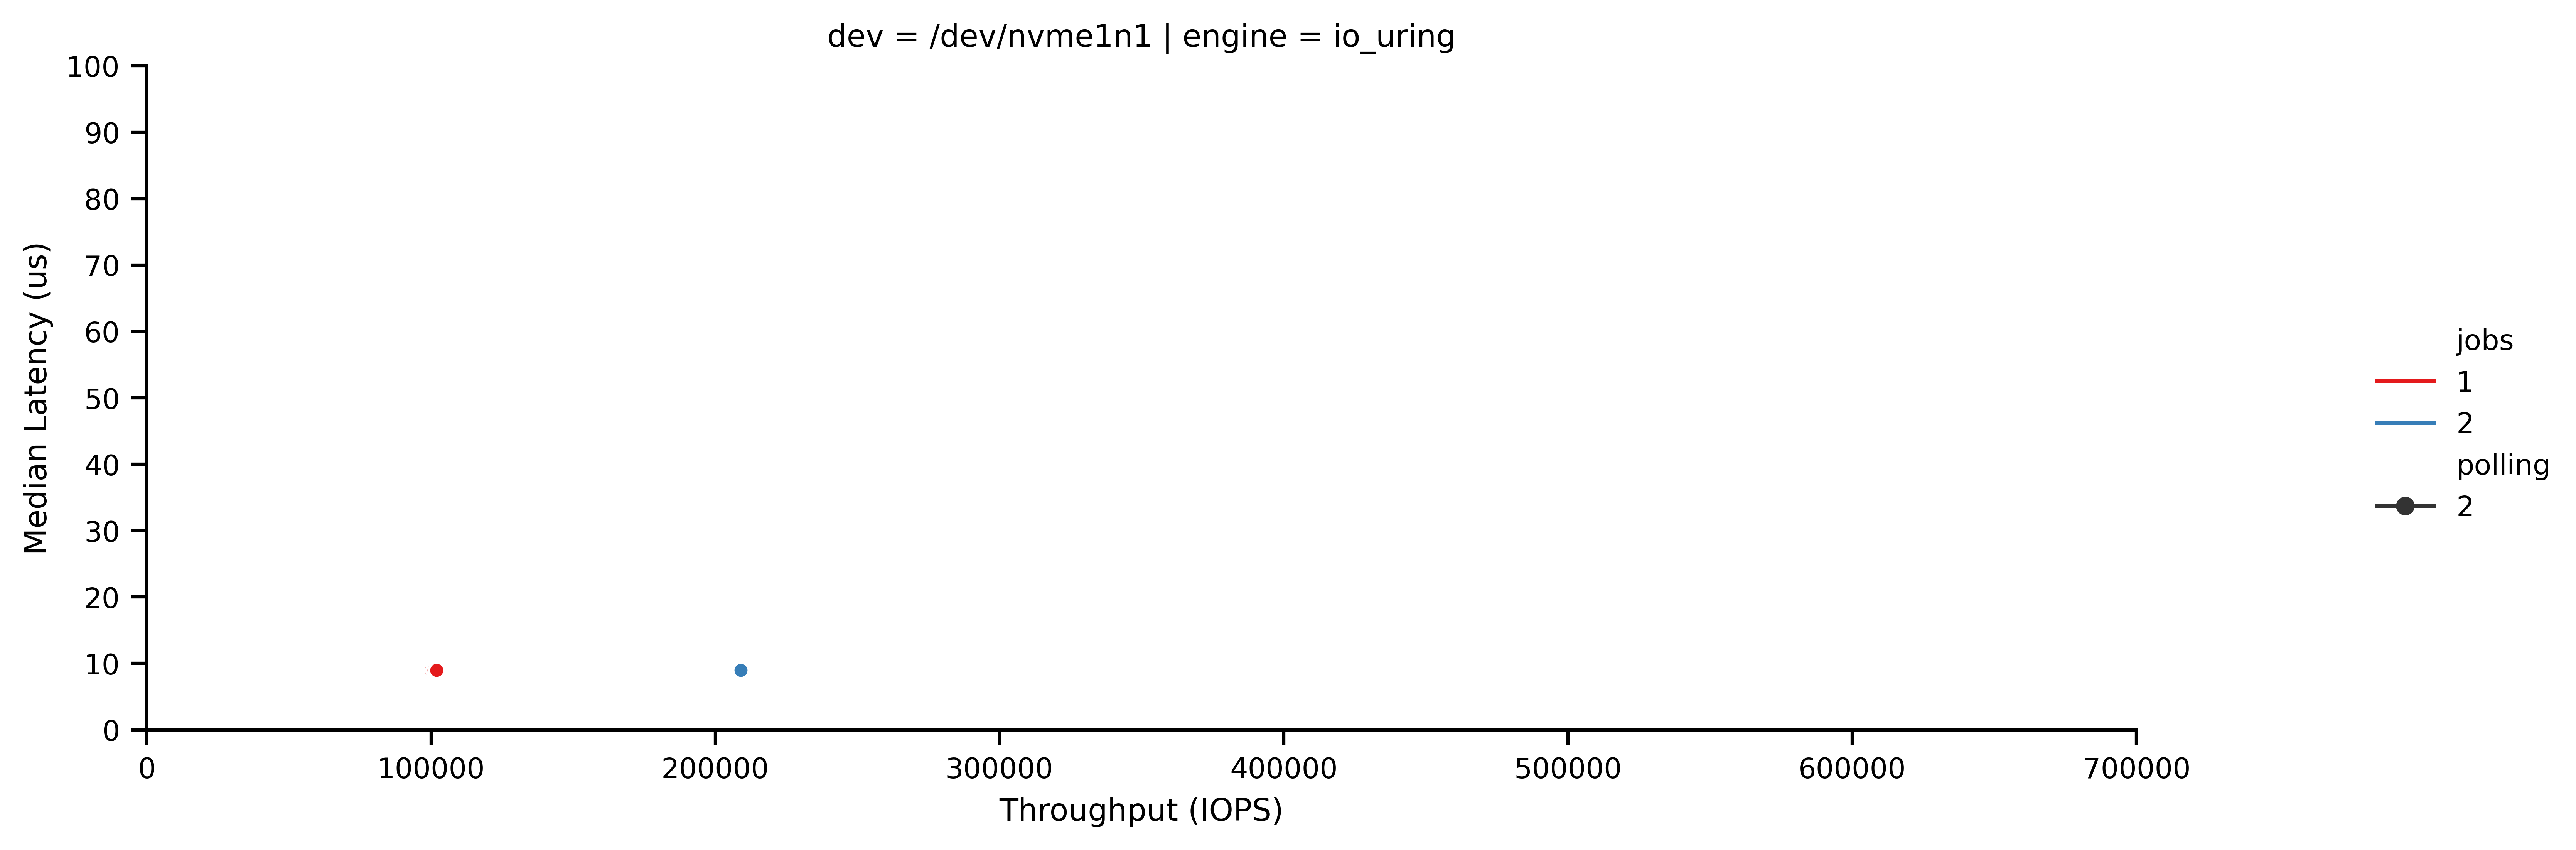 dev = /dev/nvme1n1 | engine = io_uring
100
90
80
70
60
50
40
30
20
10
0
Median Latency (us)
0 100000 200000 300000 400000 500000 600000 700000
Throughput (IOPS)
jobs
1
2
polling
2